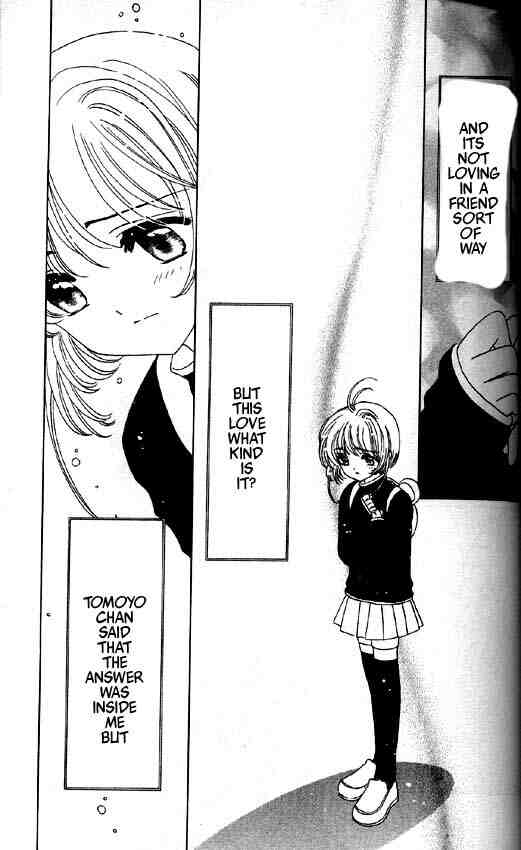 AND
ITS
NOT
LOVING
IN A
FRIEND
SORT
OF
WAY
BUT
THIS
LOVE
WHAT
KIND
IS
IT?
TOMOYO
CHAN
SAID
THAT
THE
ANSWER
WAS
INSIDE
ME
BUT